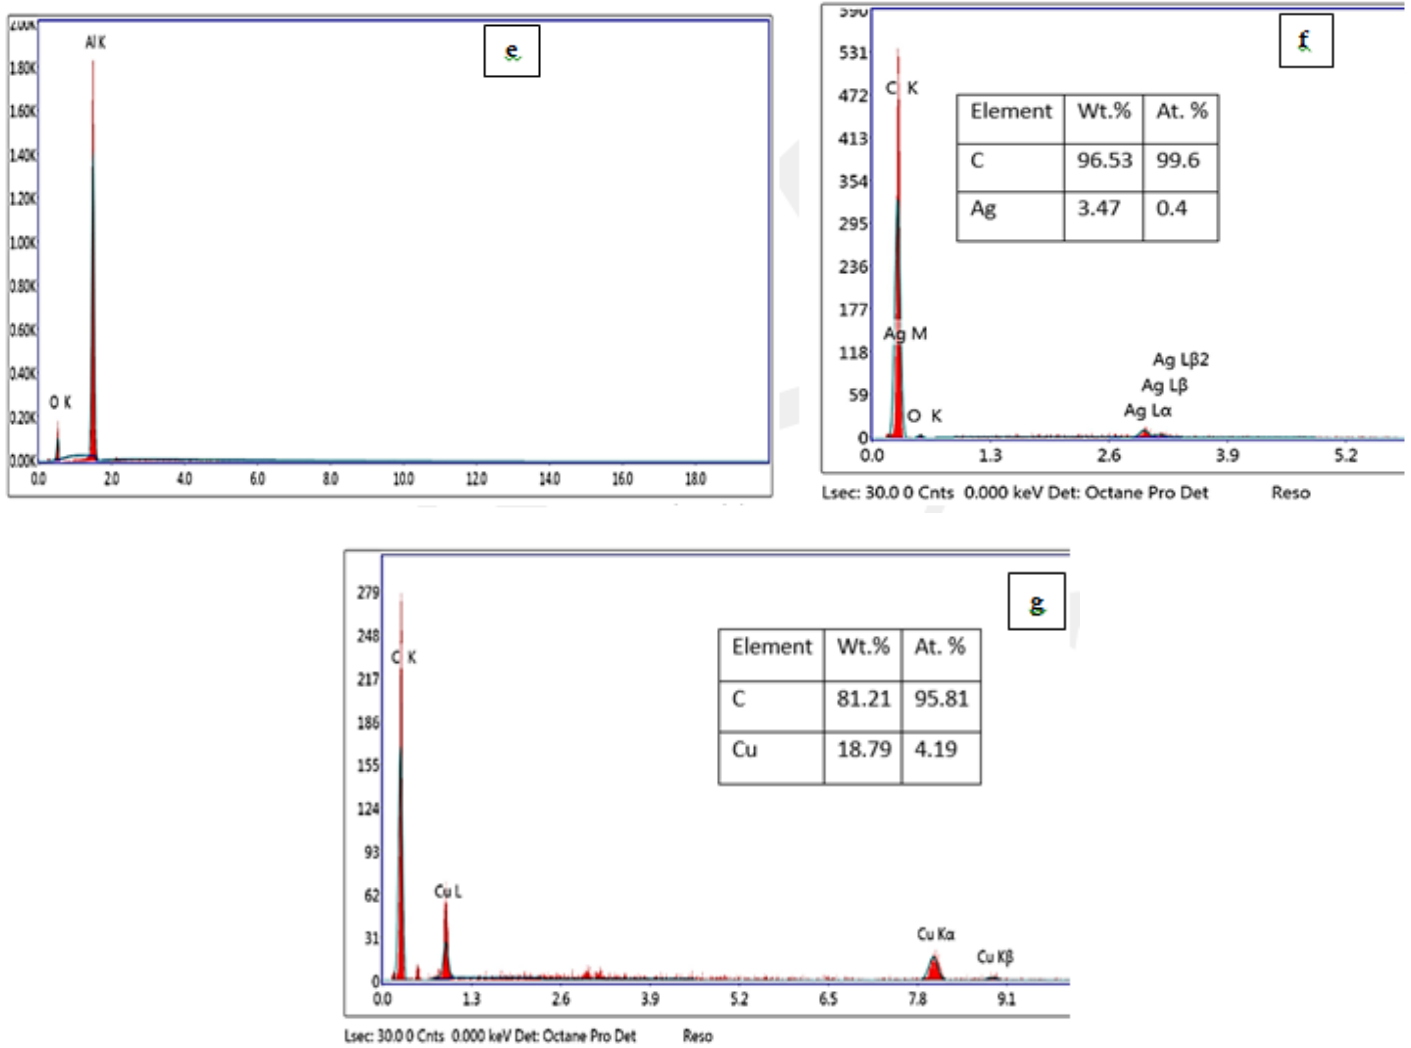 2.00K
Al K
e
1.80K
1.60K
1.40K
1.20K
1.00K
0.80K
0.60K
0.40K
O K
0.20K
0.00K
0.0 2.0 4.0 6.0 8.0 10.0 12.0 14.0 16.0 18.0
590
f
531
C K
472
Element Wt.% At. %
413
C 96.53 99.6
354
Ag 3.47 0.4
295
236
177
Ag M
118
Ag Lβ2
Ag Lβ
59
Ag Lα
O K
0
0.0 1.3 2.6 3.9 5.2
Lsec: 30.0 0 Cnts 0.000 keV Det: Octane Pro Det Reso
279
g
248
Element Wt.% At. %
C K
217
C 81.21 95.81
186
Cu 18.79 4.19
155
124
93
62
Cu L
31
Cu Kα
Cu Kβ
0
0.0 1.3 2.6 3.9 5.2 6.5 7.8 9.1
Lsec: 30.0 0 Cnts 0.000 keV Det: Octane Pro Det Reso